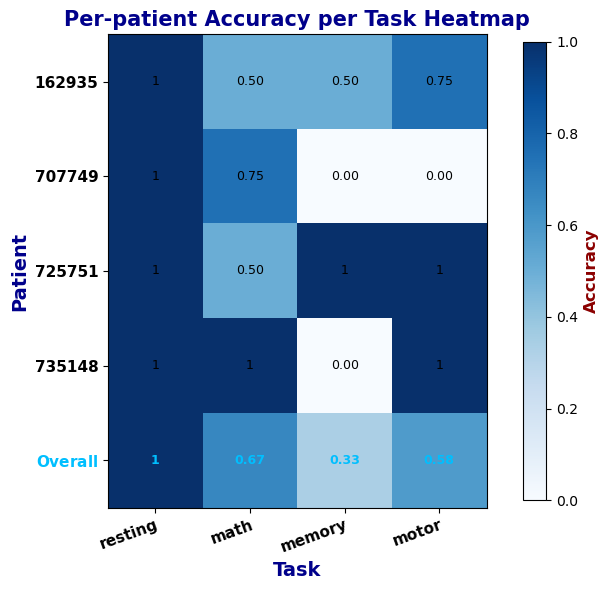 Per-patient Accuracy per Task Heatmap
162935 1 0.50 0.50 0.75
707749 1 0.75 0.00 0.00
725751 1 0.50 1 1
735148 1 1 0.00 1
Overall 1 0.67 0.33
resting math memory motor
Task
Patient
1.0
0.8
0.6
0.4
0.2
0.0
Accuracy